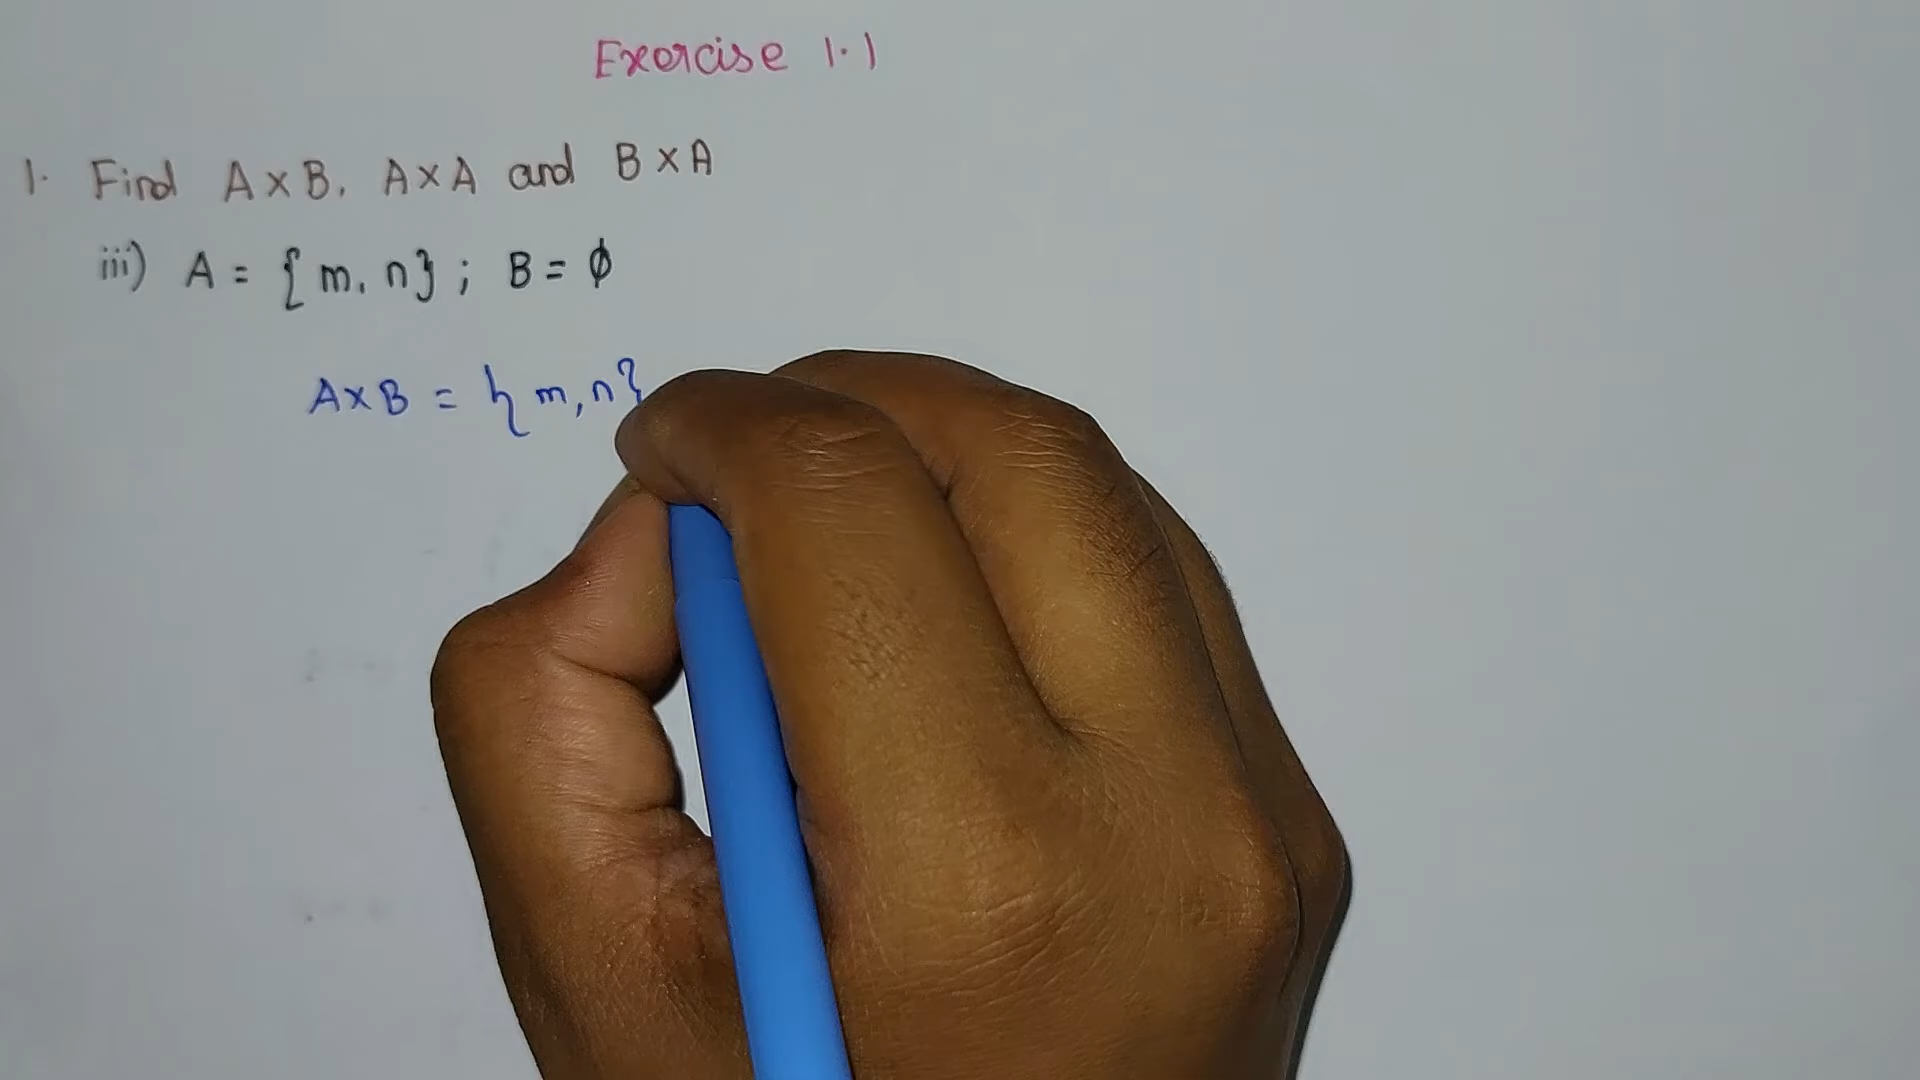 Exercise 1.1
1. Find A×B, A×A and B×A
iii) A = {m, n} ; B = ϕ
A×B = {m, n}